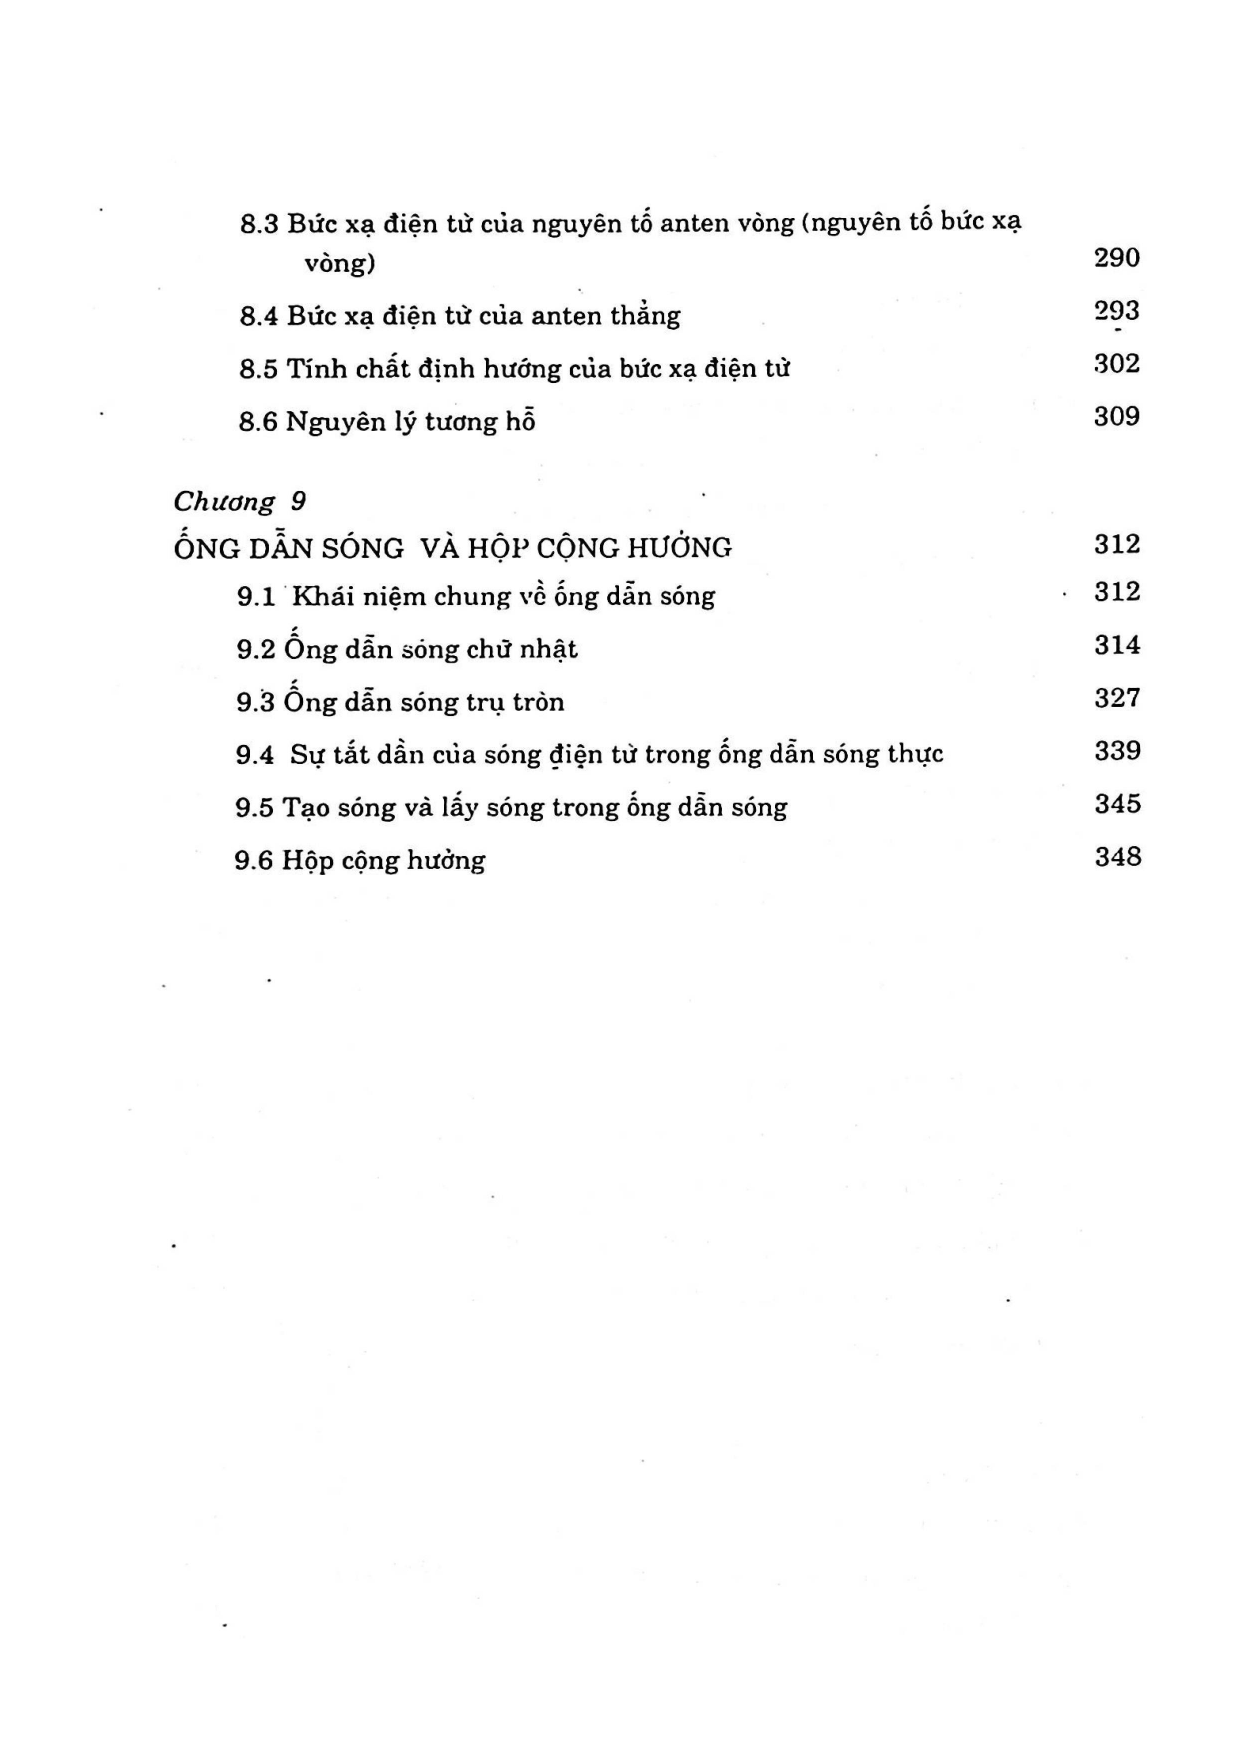 8.3 Bức xạ điện từ của nguyên tố anten vòng (nguyên tố bức xạ
vòng) 290
8.4 Bức xạ điện từ của anten thẳng 293
8.5 Tính chất định hướng của bức xạ điện từ 302
8.6 Nguyên lý tương hỗ 309
Chương 9
ỐNG DẪN SÓNG VÀ HỘP CỘNG HƯỞNG 312
9.1 Khái niệm chung về ống dẫn sóng 312
9.2 Ống dẫn sóng chữ nhật 314
9.3 Ống dẫn sóng trụ tròn 327
9.4 Sự tắt dần của sóng điện từ trong ống dẫn sóng thực 339
9.5 Tạo sóng và lấy sóng trong ống dẫn sóng 345
9.6 Hộp cộng hưởng 348